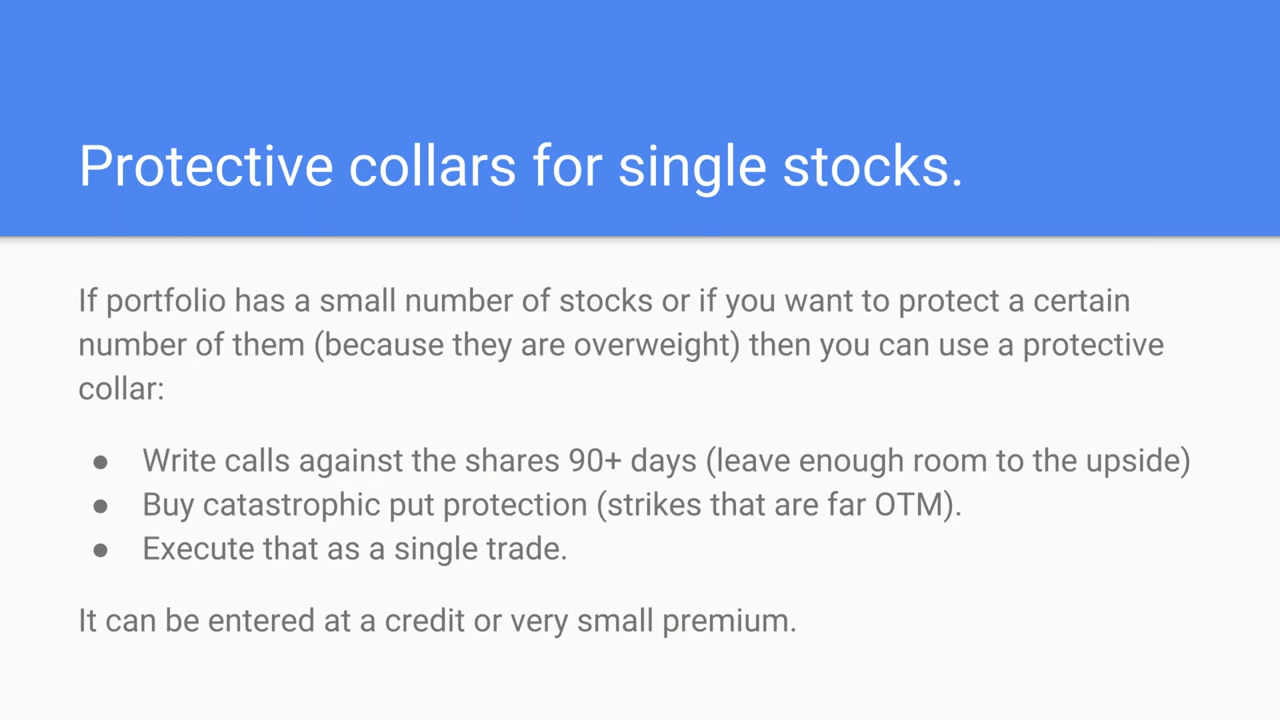 Protective collars for single stocks.
If portfolio has a small number of stocks or if you want to protect a certain
number of them (because they are overweight) then you can use a protective
collar:
● Write calls against the shares 90+ days (leave enough room to the upside)
● Buy catastrophic put protection (strikes that are far OTM).
● Execute that as a single trade.
It can be entered at a credit or very small premium.